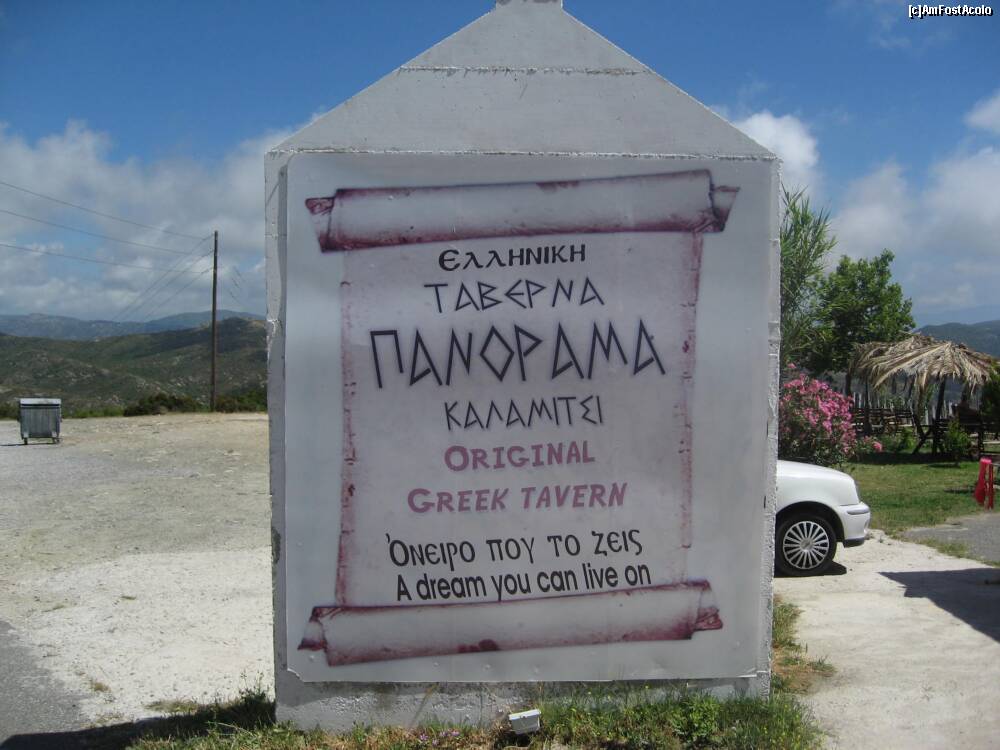 [c]AmFostAcolo
ΕΛΛΗΝΙΚΗ
ΤΑΒΕΡΝΑ
ΠΑΝΟΡΑΜΑ
ΚΑΛΑΜΙΤΣΙ
ORIGINAL
GREEK TAVERN
Όνειρο που το ζεις
A dream you can live on